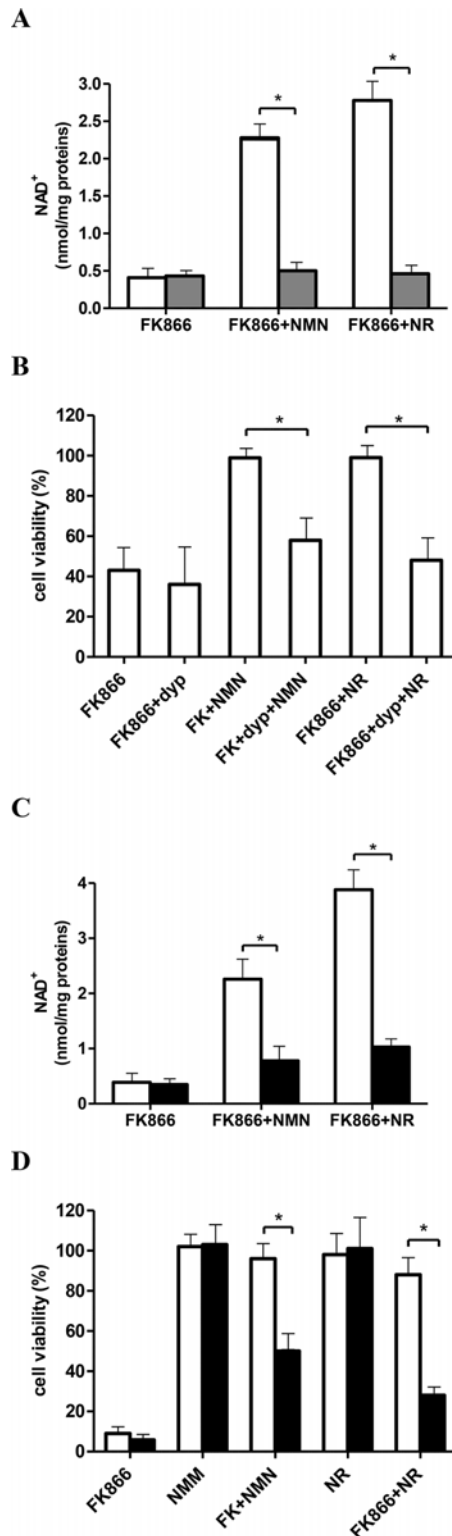 A
NAD+
(nmol/mg proteins)
3.0
2.5
2.0
1.5
1.0
0.5
0.0
*
*
FK866
FK866+NMN
FK866+NR
B
cell viability (%)
120
100
80
60
40
20
0
*
*
FK866
FK866+dyp
FK+NMN
FK+dyp+NMN
FK866+NR
FK866+dyp+NR
C
NAD+
(nmol/mg proteins)
4
3
2
1
0
*
*
FK866
FK866+NMN
FK866+NR
D
cell viability (%)
120
100
80
60
40
20
0
*
*
FK866
NMM
FK+NMN
NR
FK866+NR